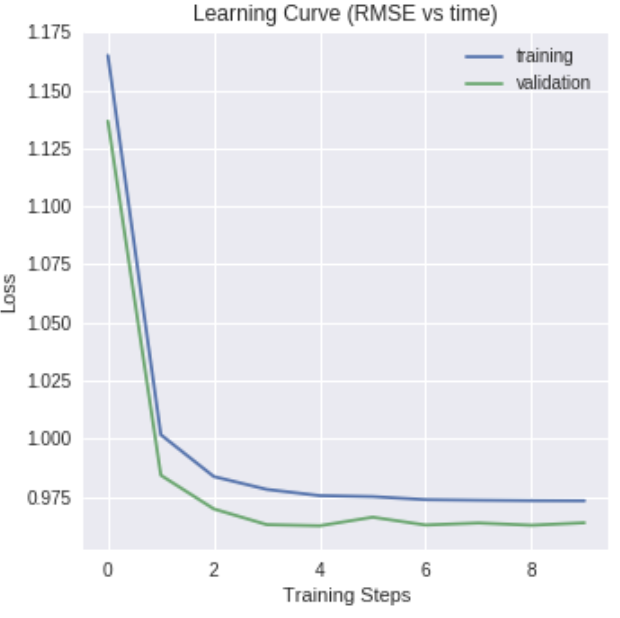 Learning Curve (RMSE vs time)
1.175
training
validation
1.150
1.125
1.100
1.075
1.050
1.025
1.000
0.975
Loss
0 2 4 6 8
Training Steps